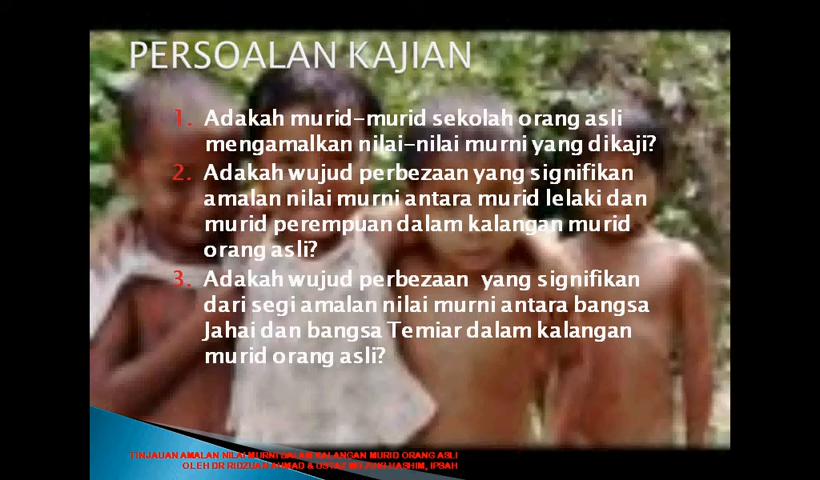 PERSOALAN KAJIAN
1. Adakah murid-murid sekolah orang asli
mengamalkan nilai-nilai murni yang dikaji?
2. Adakah wujud perbezaan yang signifikan
amalan nilai murni antara murid lelaki dan
murid perempuan dalam kalangan murid
orang asli?
3. Adakah wujud perbezaan yang signifikan
dari segi amalan nilai murni antara bangsa
Jahai dan bangsa Temiar dalam kalangan
murid orang asli?
TINJAUAN AMALAN NILAI MURNI DALAM KALANGAN MURID ORANG ASLI
OLEH DR RIDZUAN AHMAD & USTAZ HASHIM, IPSAH